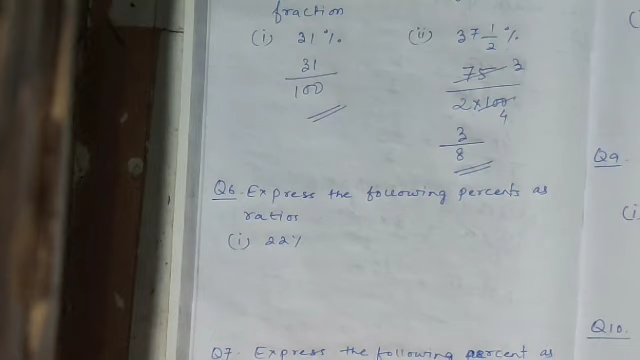 fraction
(i) 31 %. (ii) 37 1/2 %
31/100
75 3
2×100 4
3/8
Q6. Express the following percents as
ratios
(i) 22%
Q7. Express the following percent as
Q9.
(i
Q10.